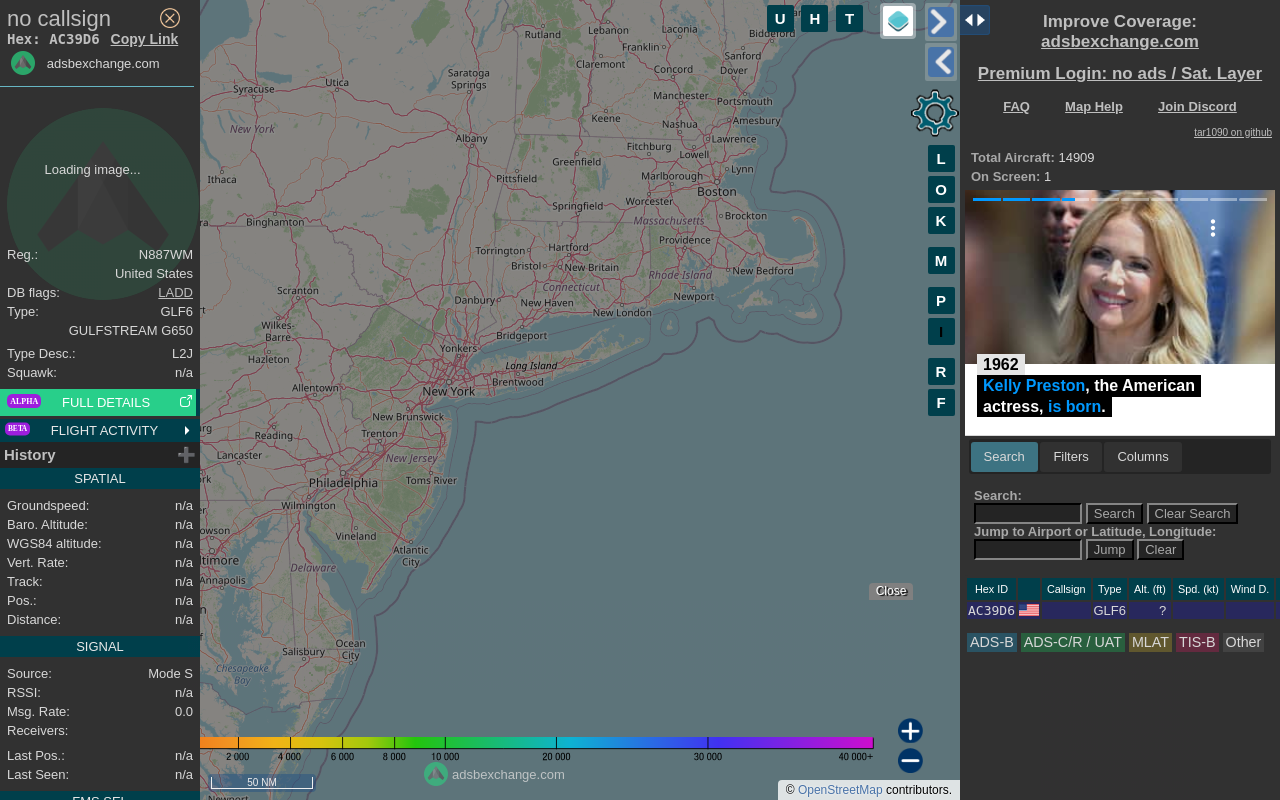 no callsign
Hex: AC39D6 Copy Link
adsbexchange.com
Loading image...
Reg.: N887WM
United States
DB flags: LADD
Type: GLF6
GULFSTREAM G650
Type Desc.: L2J
Squawk: n/a
ALPHA FULL DETAILS
BETA FLIGHT ACTIVITY
History
SPATIAL
Groundspeed: n/a
Baro. Altitude: n/a
WGS84 altitude: n/a
Vert. Rate: n/a
Track: n/a
Pos.: n/a
Distance: n/a
SIGNAL
Source: Mode S
RSSI: n/a
Msg. Rate: 0.0
Receivers:
Last Pos.: n/a
Last Seen: n/a
FMS SEL
U H T
L
O
K
M
P
I
R
F
Rutland
Lebanon
Laconia
Biddeford
Franklin
Sanford
Claremont
Concord
Dover
Saratoga
Springs
Utica
Syracuse
Manchester
Portsmouth
Keene
Nashua
Amesbury
New York
Albany
Fitchburg
Lawrence
Lowell
Greenfield
Lynn
Ithaca
Pittsfield
Marlborough
Boston
Worcester
Springfield
Binghamton
Massachusetts
Brockton
Providence
Torrington
Hartford
Bristol
New Britain
Rhode Island
New Bedford
Connecticut
Scranton
Danbury
New Haven
Newport
New London
Wilkes-
Barre
Bridgeport
Yonkers
Hazleton
Long Island
Brentwood
Allentown
New York
New Brunswick
Reading
Trenton
Lancaster
New Jersey
Philadelphia
Toms River
Wilmington
Vineland
Atlantic
City
Delaware
Annapolis
Ocean
City
Salisbury
Chesapeake
Bay
Newport
Close
2 000 4 000 6 000 8 000 10 000 20 000 30 000 40 000+
50 NM
adsbexchange.com
© OpenStreetMap contributors.
Improve Coverage:
adsbexchange.com
Premium Login: no ads / Sat. Layer
FAQ Map Help Join Discord
tar1090 on github
Total Aircraft: 14909
On Screen: 1
1962
Kelly Preston, the American
actress, is born.
Search Filters Columns
Search:
Search Clear Search
Jump to Airport or Latitude, Longitude:
Jump Clear
Hex ID Callsign Type Alt. (ft) Spd. (kt) Wind D.
AC39D6 GLF6 ?
ADS-B ADS-C/R / UAT MLAT TIS-B Other